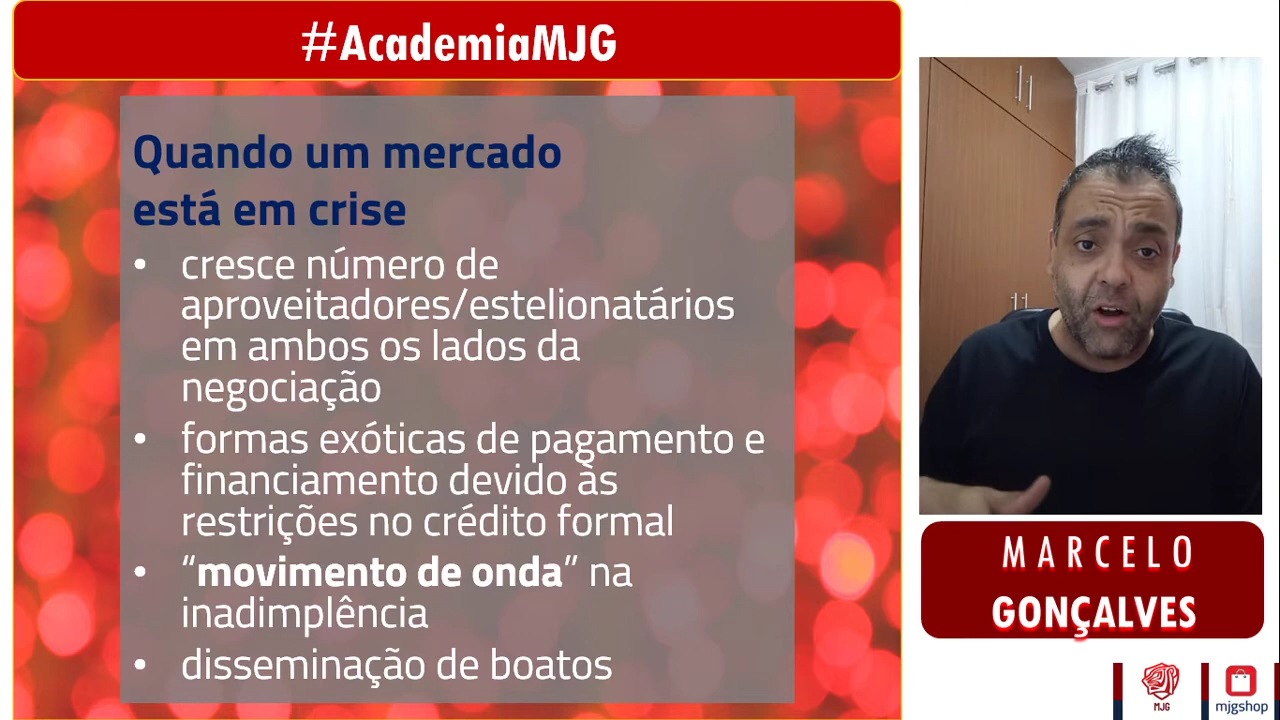 #AcademiaMJG
Quando um mercado
está em crise
• cresce número de
aproveitadores/estelionatários
em ambos os lados da
negociação
• formas exóticas de pagamento e
financiamento devido às
restrições no crédito formal
• “movimento de onda” na
inadimplência
• disseminação de boatos
MARCELO
GONÇALVES
MJG
mjgshop